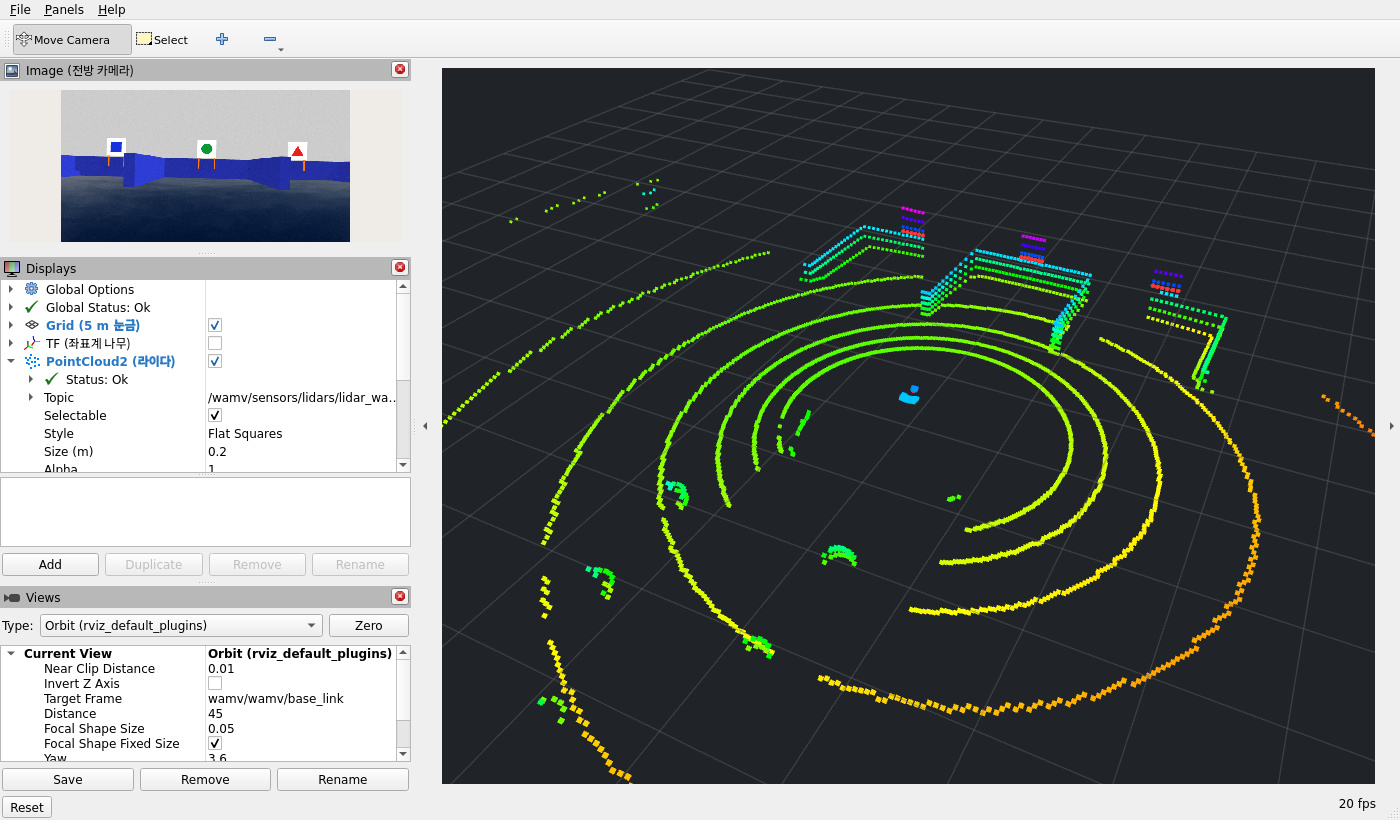 File Panels Help
Move Camera Select
Image (전방 카메라)
Displays
Global Options
Global Status: Ok
Grid (5 m 눈금)
TF (좌표계 나무)
PointCloud2 (라이다)
Status: Ok
Topic /wamv/sensors/lidars/lidar_wa...
Selectable
Style Flat Squares
Size (m) 0.2
Alpha 1
Add Duplicate Remove Rename
Views
Type: Orbit (rviz_default_plugins) Zero
Current View Orbit (rviz_default_plugins)
Near Clip Distance 0.01
Invert Z Axis
Target Frame wamv/wamv/base_link
Distance 45
Focal Shape Size 0.05
Focal Shape Fixed Size
Yaw 3.6
Save Remove Rename
Reset
20 fps